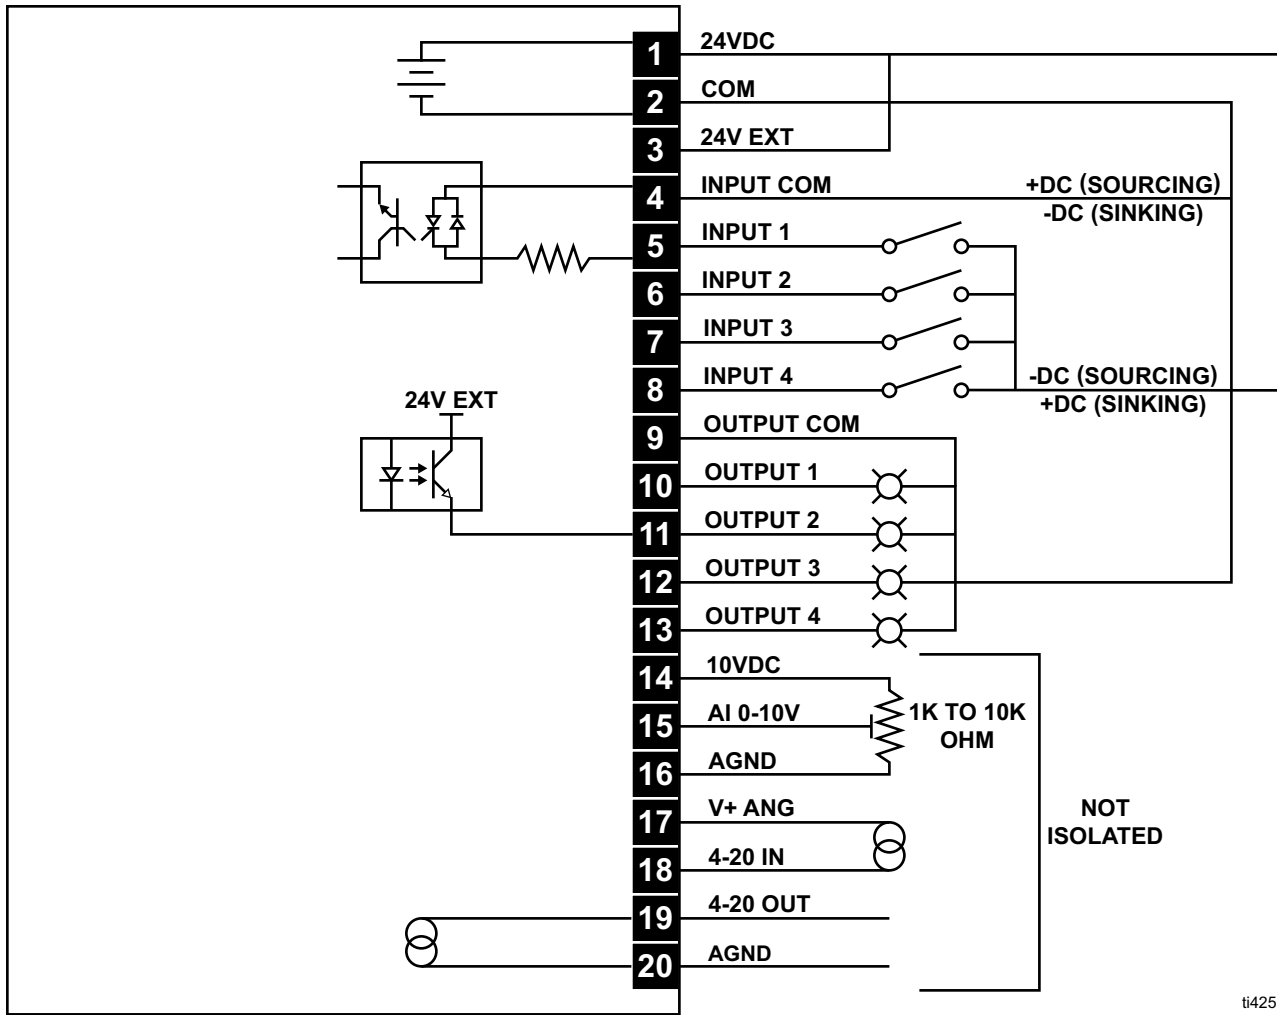 1 24VDC
2 COM
3 24V EXT
4 INPUT COM +DC (SOURCING)
-DC (SINKING)
5 INPUT 1
6 INPUT 2
7 INPUT 3
8 INPUT 4 -DC (SOURCING)
+DC (SINKING)
24V EXT
9 OUTPUT COM
10 OUTPUT 1
11 OUTPUT 2
12 OUTPUT 3
13 OUTPUT 4
14 10VDC
15 AI 0-10V
1K TO 10K
OHM
16 AGND
17 V+ ANG
18 4-20 IN
NOT
ISOLATED
19 4-20 OUT
20 AGND
ti425